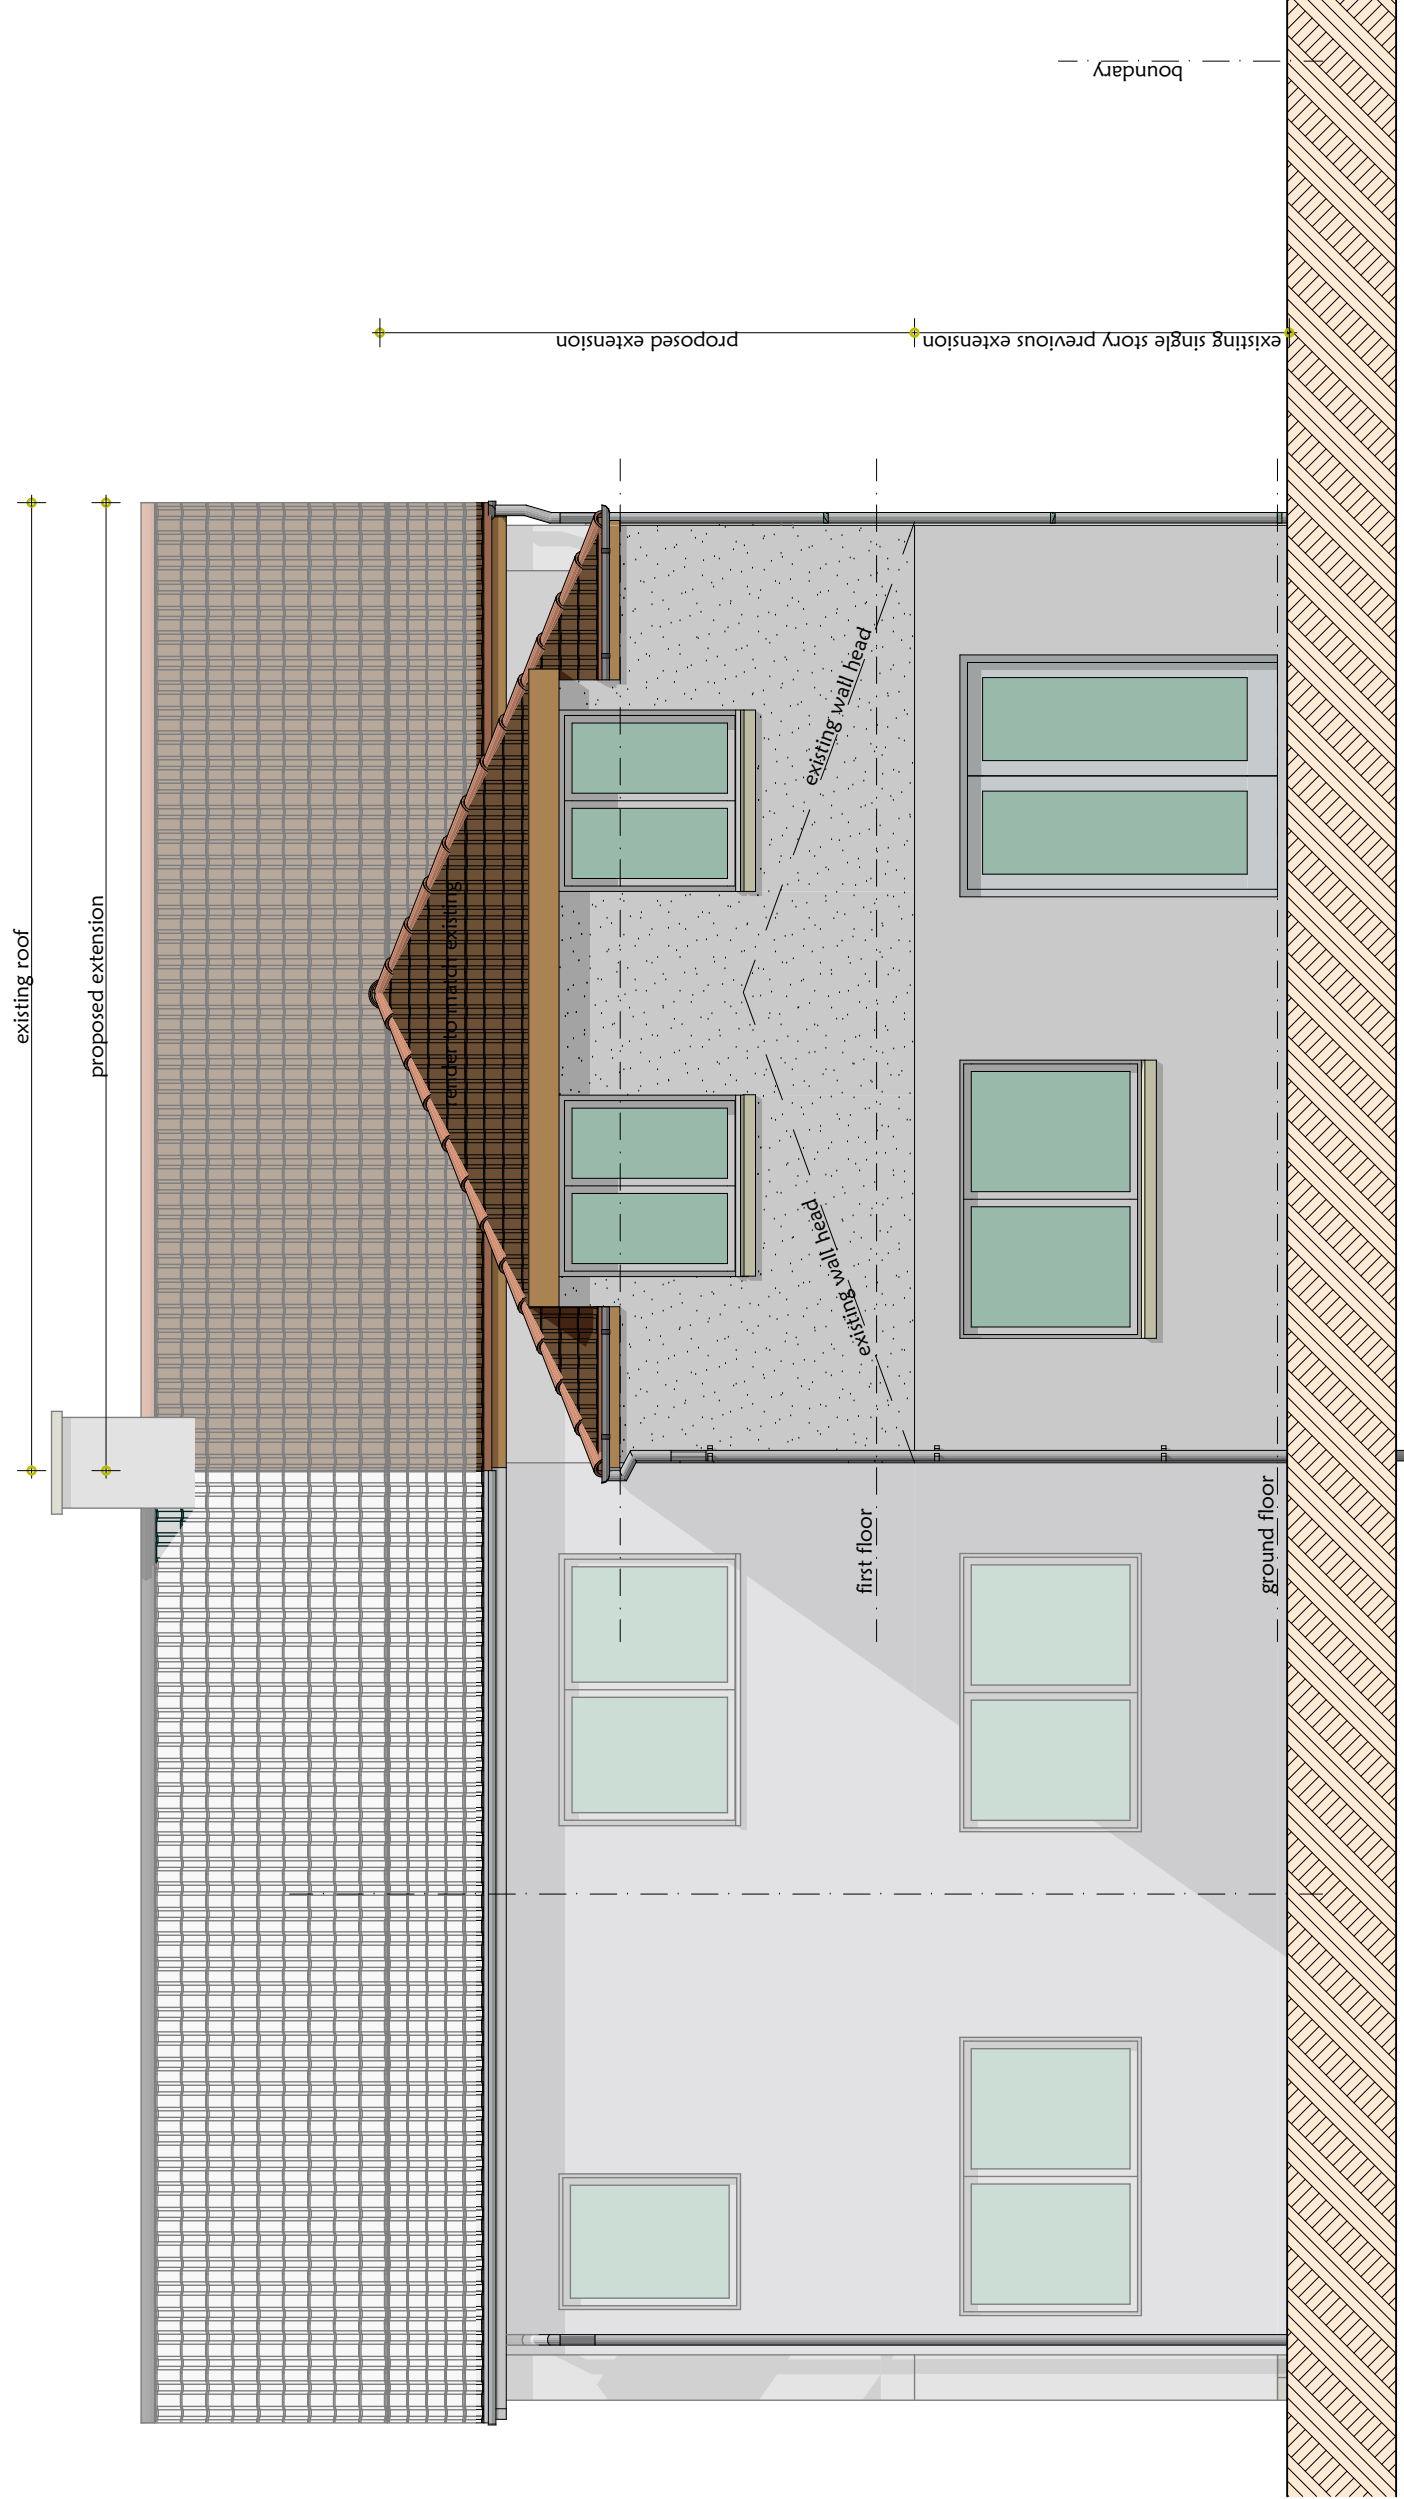 existing roof
proposed extension
boundary
proposed extension
existing single story previous extension
render to match existing
existing wall head
existing wall head
first floor
ground floor